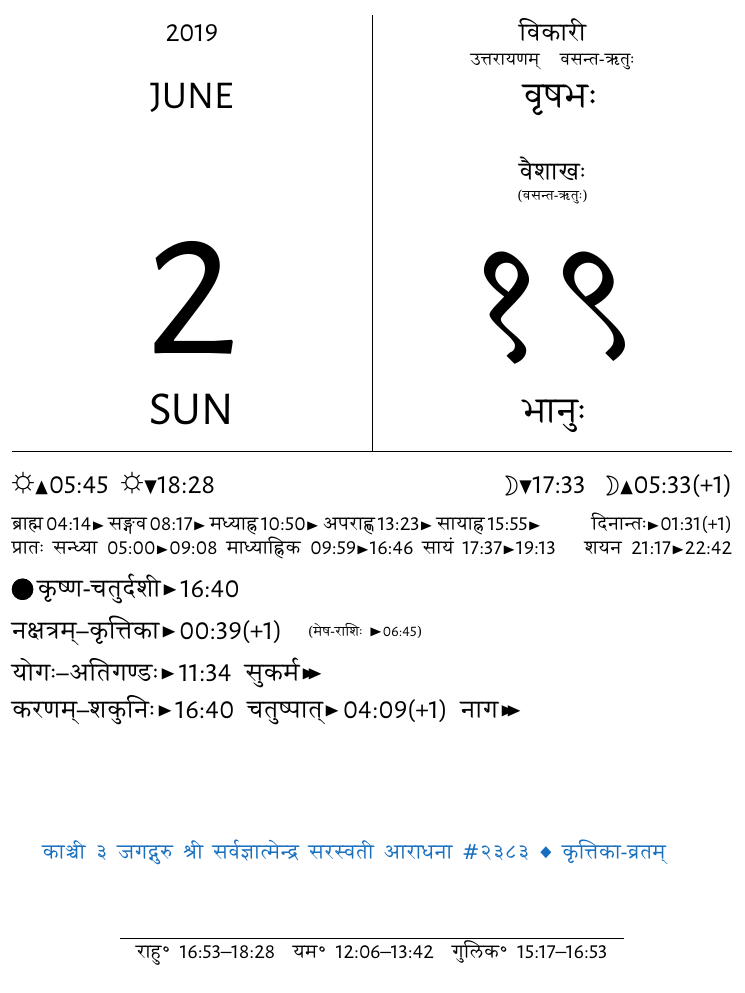 2019
JUNE
2
SUN
विकारी
उत्तरायणम् वसन्त-ऋतुः
वृषभः
वैशाखः
(वसन्त-ऋतुः)
१९
भानुः
☼▲05:45 ☼▼18:28 ☽▼17:33 ☽▲05:33(+1)
ब्राह्म 04:14► सङ्गव 08:17► मध्याह्न 10:50► अपराह्ण 13:23► सायाह्न 15:55► दिनान्तः►01:31(+1)
प्रातः सन्ध्या 05:00►09:08 माध्याह्निक 09:59►16:46 सायं 17:37►19:13 शयन 21:17►22:42
●कृष्ण-चतुर्दशी►16:40
नक्षत्रम्–कृत्तिका►00:39(+1) (मेष-राशिः ►06:45)
योगः–अतिगण्डः►11:34 सुकर्म►►
करणम्–शकुनिः►16:40 चतुष्पात्►04:09(+1) नाग►►
काञ्ची ३ जगद्गुरु श्री सर्वज्ञात्मेन्द्र सरस्वती आराधना #२३८३ ◆ कृत्तिका-व्रतम्
राहु॰ 16:53–18:28 यम॰ 12:06–13:42 गुलिक॰ 15:17–16:53